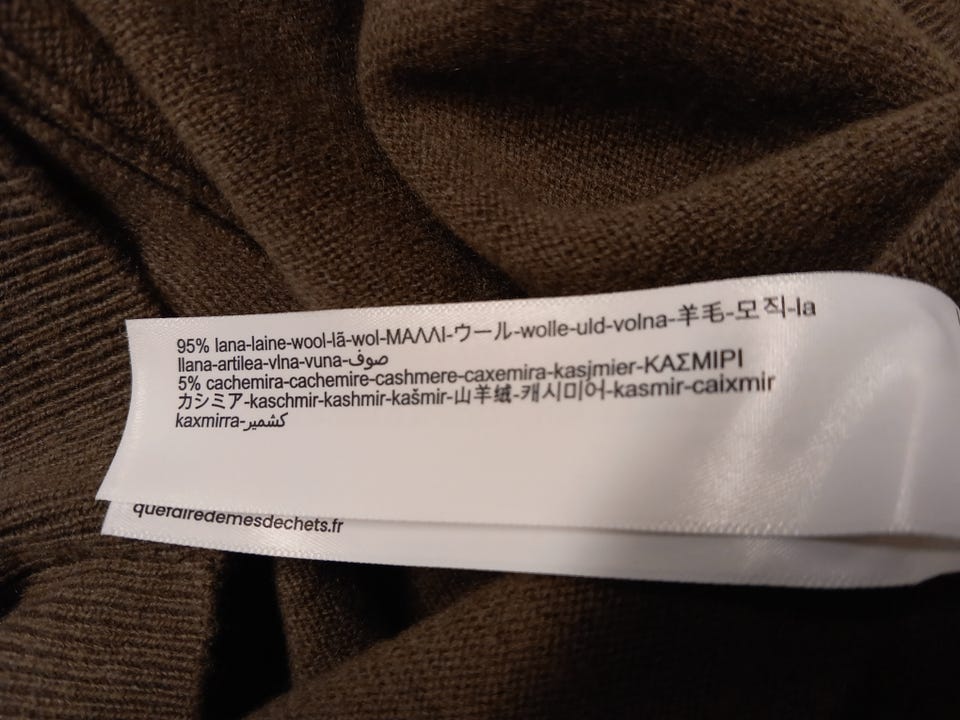 95% lana-laine-wool-lã-wol-ΜΑΛΛΙ-ウール-wolle-uld-volna-羊毛-모직-la
llana-artilea-vlna-vuna-صوف
5% cachemira-cachemire-cashmere-caxemira-kasjmier-ΚΑΣΜΙΡΙ
カシミア-kaschmir-kashmir-kašmir-山羊绒-캐시미어-kasmir-caixmir
kaxmirra-كشمير
quefairedemesdechets.fr